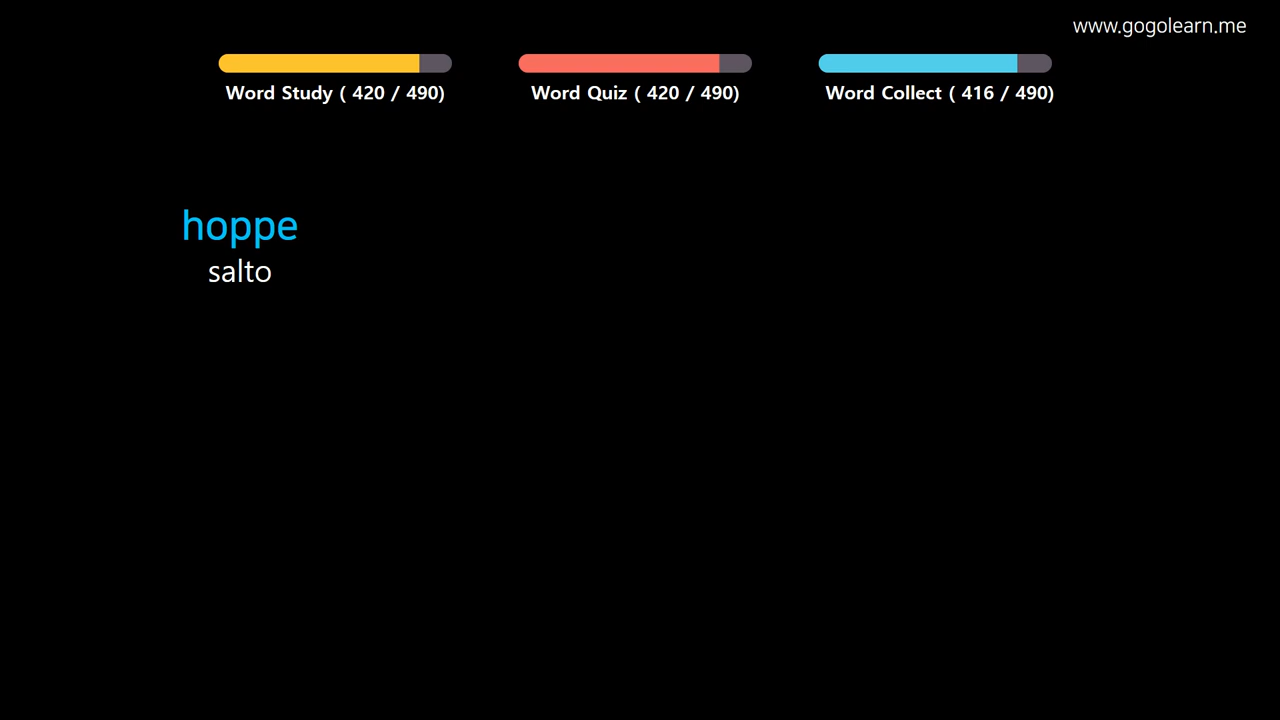 www.gogolearn.me
Word Study ( 420 / 490)
Word Quiz ( 420 / 490)
Word Collect ( 416 / 490)
hoppe
salto